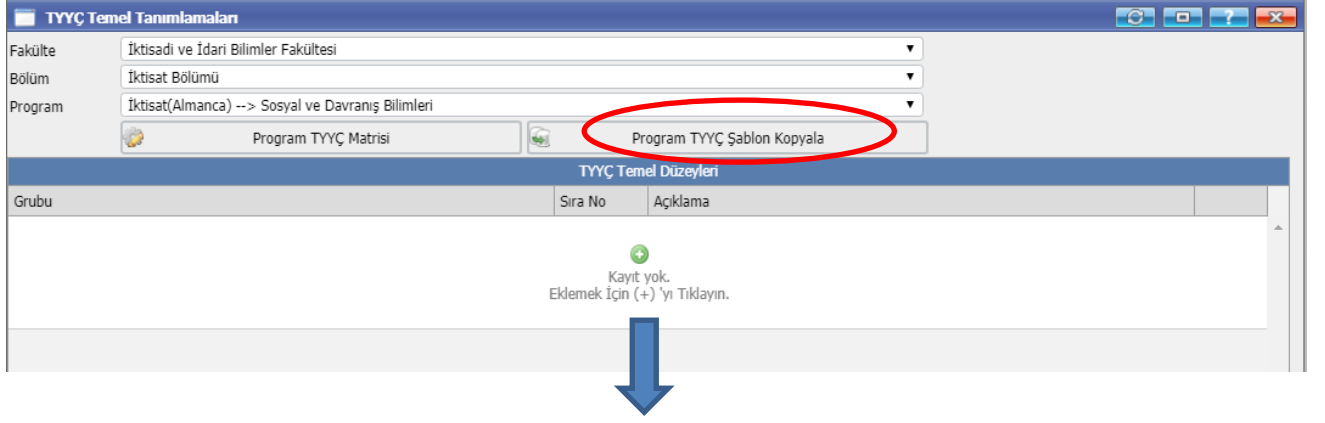 TYYÇ Temel Tanımlamaları
Fakülte İktisadi ve İdari Bilimler Fakültesi
Bölüm İktisat Bölümü
Program İktisat(Almanca) --> Sosyal ve Davranış Bilimleri
Program TYYÇ Matrisi Program TYYÇ Şablon Kopyala
TYYÇ Temel Düzeyleri
Grubu Sıra No Açıklama
Kayıt yok.
Eklemek İçin (+) 'yı Tıklayın.